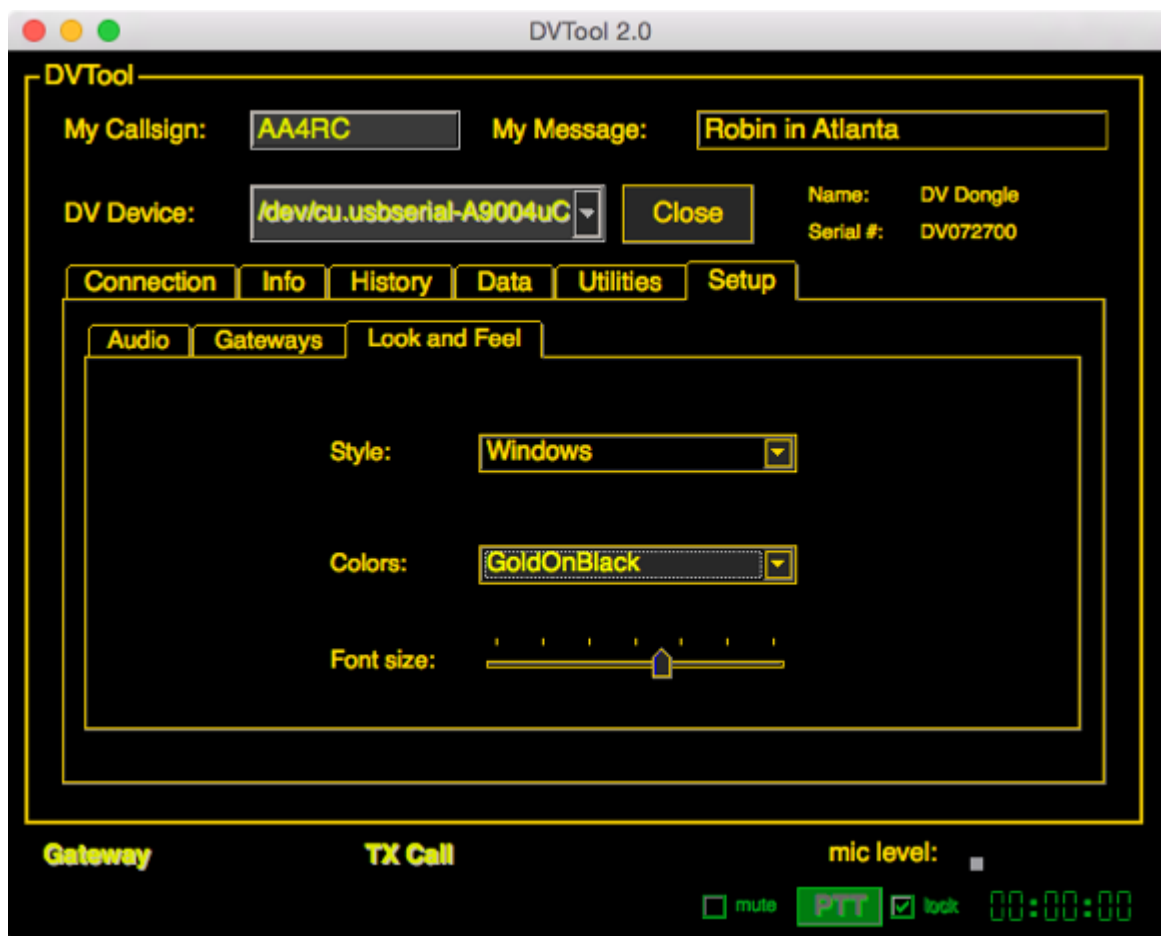 DVTool 2.0
DVTool
My Callsign: AA4RC My Message: Robin in Atlanta
DV Device: /dev/cu.usbserial-A9004uC Close
Name: DV Dongle
Serial #: DV072700
Connection Info History Data Utilities Setup
Audio Gateways Look and Feel
Style: Windows
Colors: GoldOnBlack
Font size:
Gateway TX Call mic level:
mute PTT lock 00:00:00